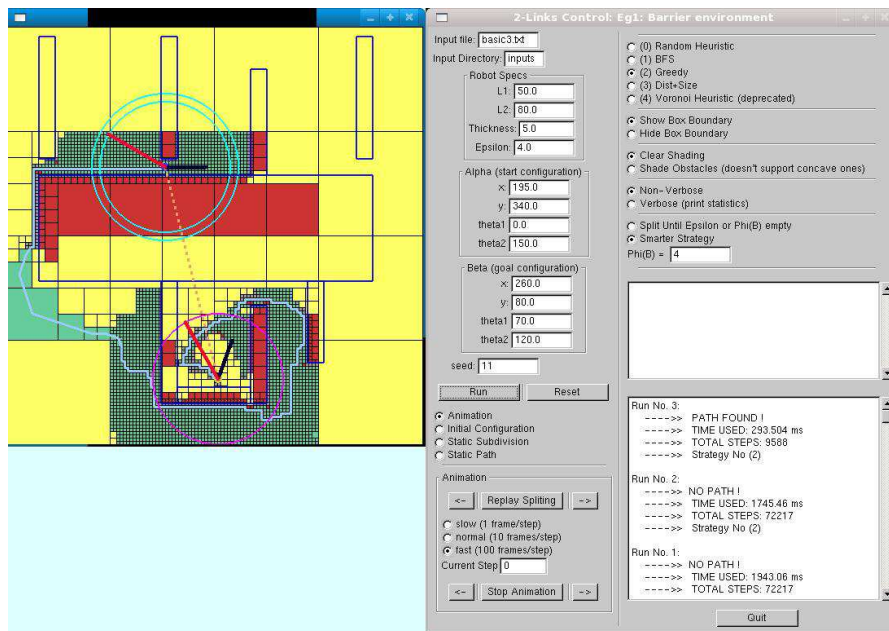 2-Links Control: Eg1: Barrier environment
Input file: basic3.txt
Input Directory: inputs
Robot Specs
L1: 50.0
L2: 80.0
Thickness: 5.0
Epsilon: 4.0
Alpha (start configuration)
x: 195.0
y: 340.0
theta1 0.0
theta2 150.0
Beta (goal configuration)
x: 260.0
y: 80.0
theta1 70.0
theta2 120.0
seed: 11
Run
Reset
Animation
Initial Configuration
Static Subdivision
Static Path
Animation
<- Replay Spliting ->
slow (1 frame/step)
normal (10 frames/step)
fast (100 frames/step)
Current Step 0
<- Stop Animation ->
(0) Random Heuristic
(1) BFS
(2) Greedy
(3) Dist+Size
(4) Voronoi Heuristic (deprecated)
Show Box Boundary
Hide Box Boundary
Clear Shading
Shade Obstacles (doesn't support concave ones)
Non-Verbose
Verbose (print statistics)
Split Until Epsilon or Phi(B) empty
Smarter Strategy
Phi(B) = 4
Run No. 3:
---->> PATH FOUND !
---->> TIME USED: 293.504 ms
---->> TOTAL STEPS: 9588
---->> Strategy No (2)
Run No. 2:
---->> NO PATH !
---->> TIME USED: 1745.46 ms
---->> TOTAL STEPS: 72217
---->> Strategy No (2)
Run No. 1:
---->> NO PATH !
---->> TIME USED: 1943.06 ms
---->> TOTAL STEPS: 72217
Quit